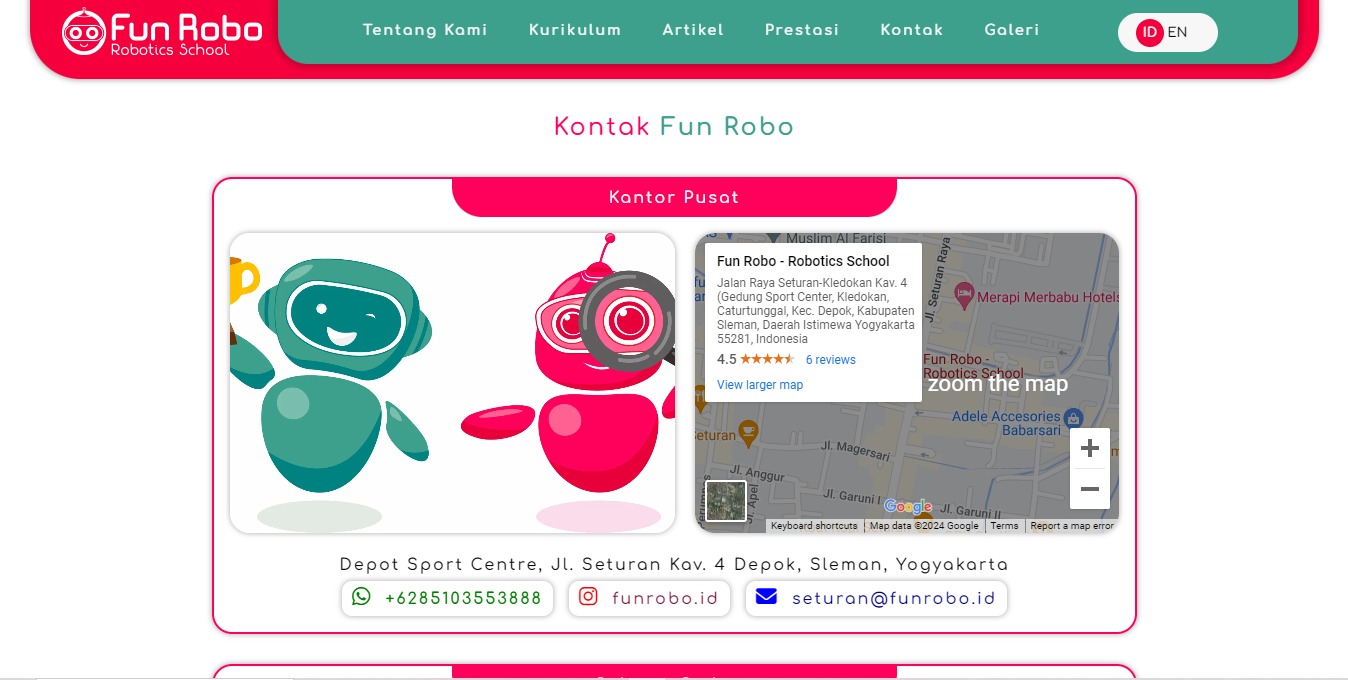 Fun Robo
Robotics School
Tentang Kami
Kurikulum
Artikel
Prestasi
Kontak
Galeri
ID EN
Kontak Fun Robo
Kantor Pusat
Muslim Al Farisi
Fun Robo - Robotics School
Jalan Raya Seturan-Kledokan Kav. 4
(Gedung Sport Center, Kledokan,
Caturtunggal, Kec. Depok, Kabupaten
Sleman, Daerah Istimewa Yogyakarta
55281, Indonesia
4.5 6 reviews
View larger map
Jl. Seturan Raya
Merapi Merbabu Hotels
Fun Robo -
Robotics School
zoom the map
Adele Accesories
Babarsari
Seturan
Jl. Magersari
Jl. Anggur
Jl. Apel
Jl. Garuni I
Jl. Garuni II
Google
Keyboard shortcuts
Map data ©2024 Google
Terms
Report a map error
Depot Sport Centre, Jl. Seturan Kav. 4 Depok, Sleman, Yogyakarta
+6285103553888
funrobo.id
seturan@funrobo.id